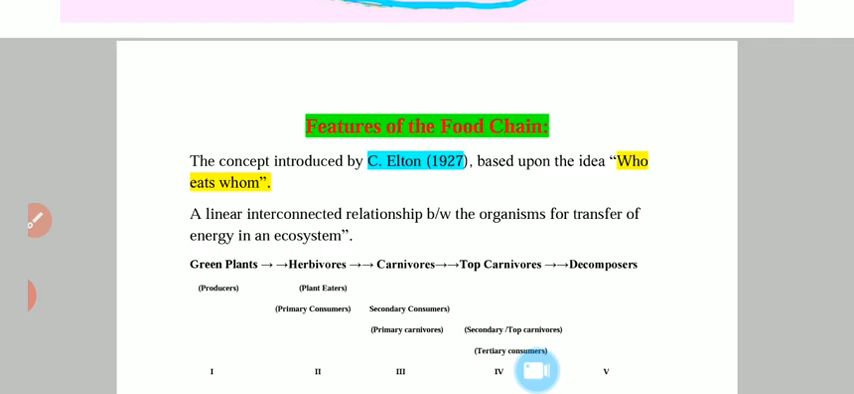 Features of the Food Chain:
The concept introduced by C. Elton (1927), based upon the idea “Who
eats whom”.
A linear interconnected relationship b/w the organisms for transfer of
energy in an ecosystem”.
Green Plants → →Herbivores →→ Carnivores→→Top Carnivores →→Decomposers
(Producers) (Plant Eaters)
(Primary Consumers) Secondary Consumers)
(Primary carnivores) (Secondary /Top carnivores)
(Tertiary consumers)
I II III IV V